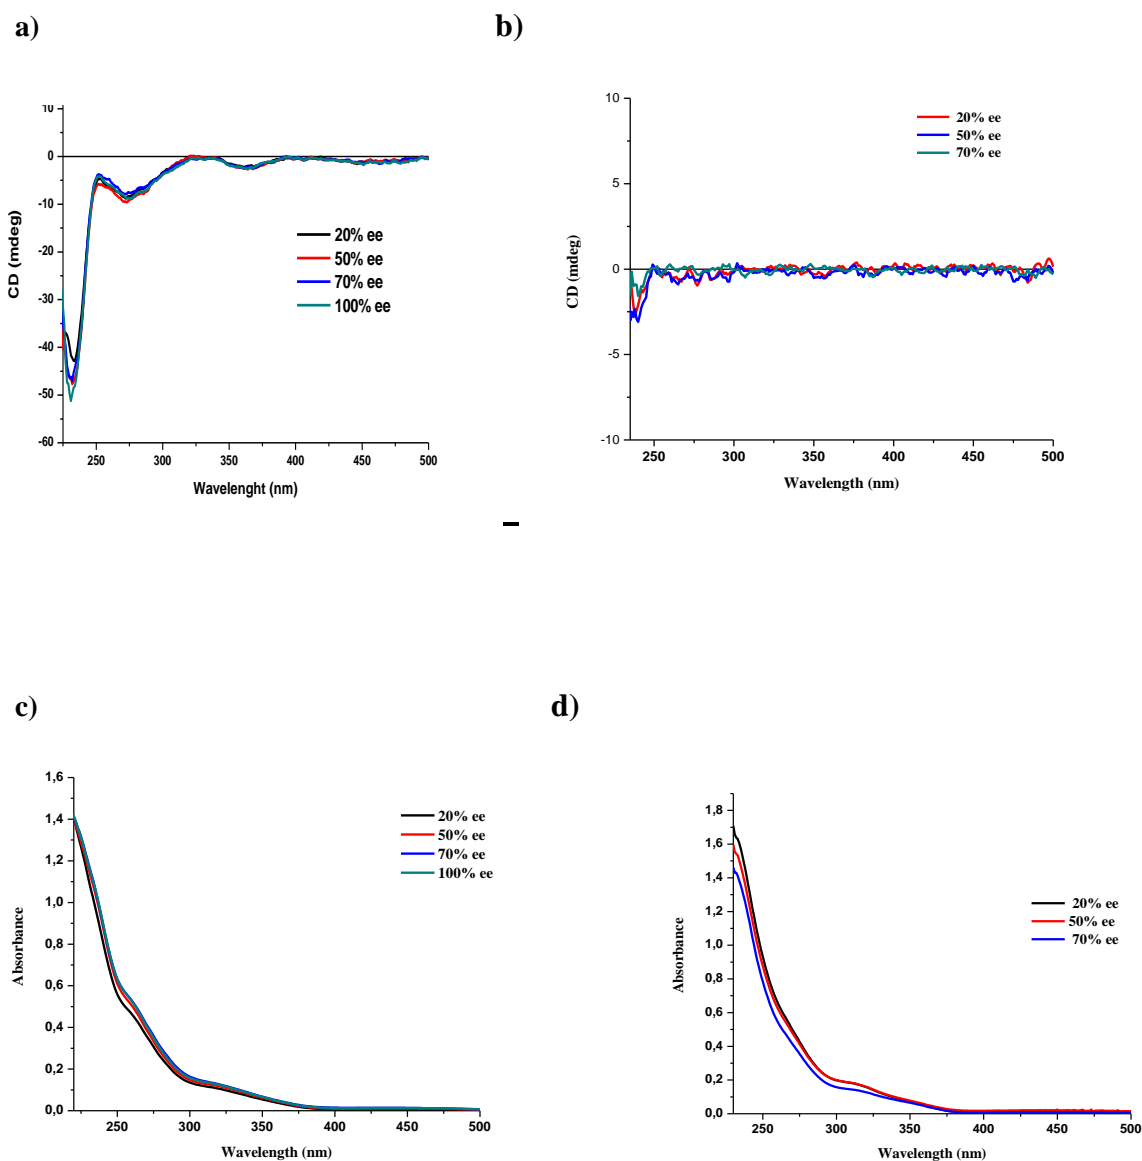 a)
b)
10
0
-10
-20
-30
-40
-50
-60
CD (mdeg)
20% ee
50% ee
70% ee
100% ee
250 300 350 400 450 500
Wavelenght (nm)
10
5
0
-5
-10
CD (mdeg)
20% ee
50% ee
70% ee
250 300 350 400 450 500
Wavelength (nm)
c)
d)
1,6
1,4
1,2
1,0
0,8
0,6
0,4
0,2
0,0
Absorbance
20% ee
50% ee
70% ee
100% ee
250 300 350 400 450 500
Wavelength (nm)
1,8
1,6
1,4
1,2
1,0
0,8
0,6
0,4
0,2
0,0
Absorbance
20% ee
50% ee
70% ee
250 300 350 400 450 500
Wavelength (nm)